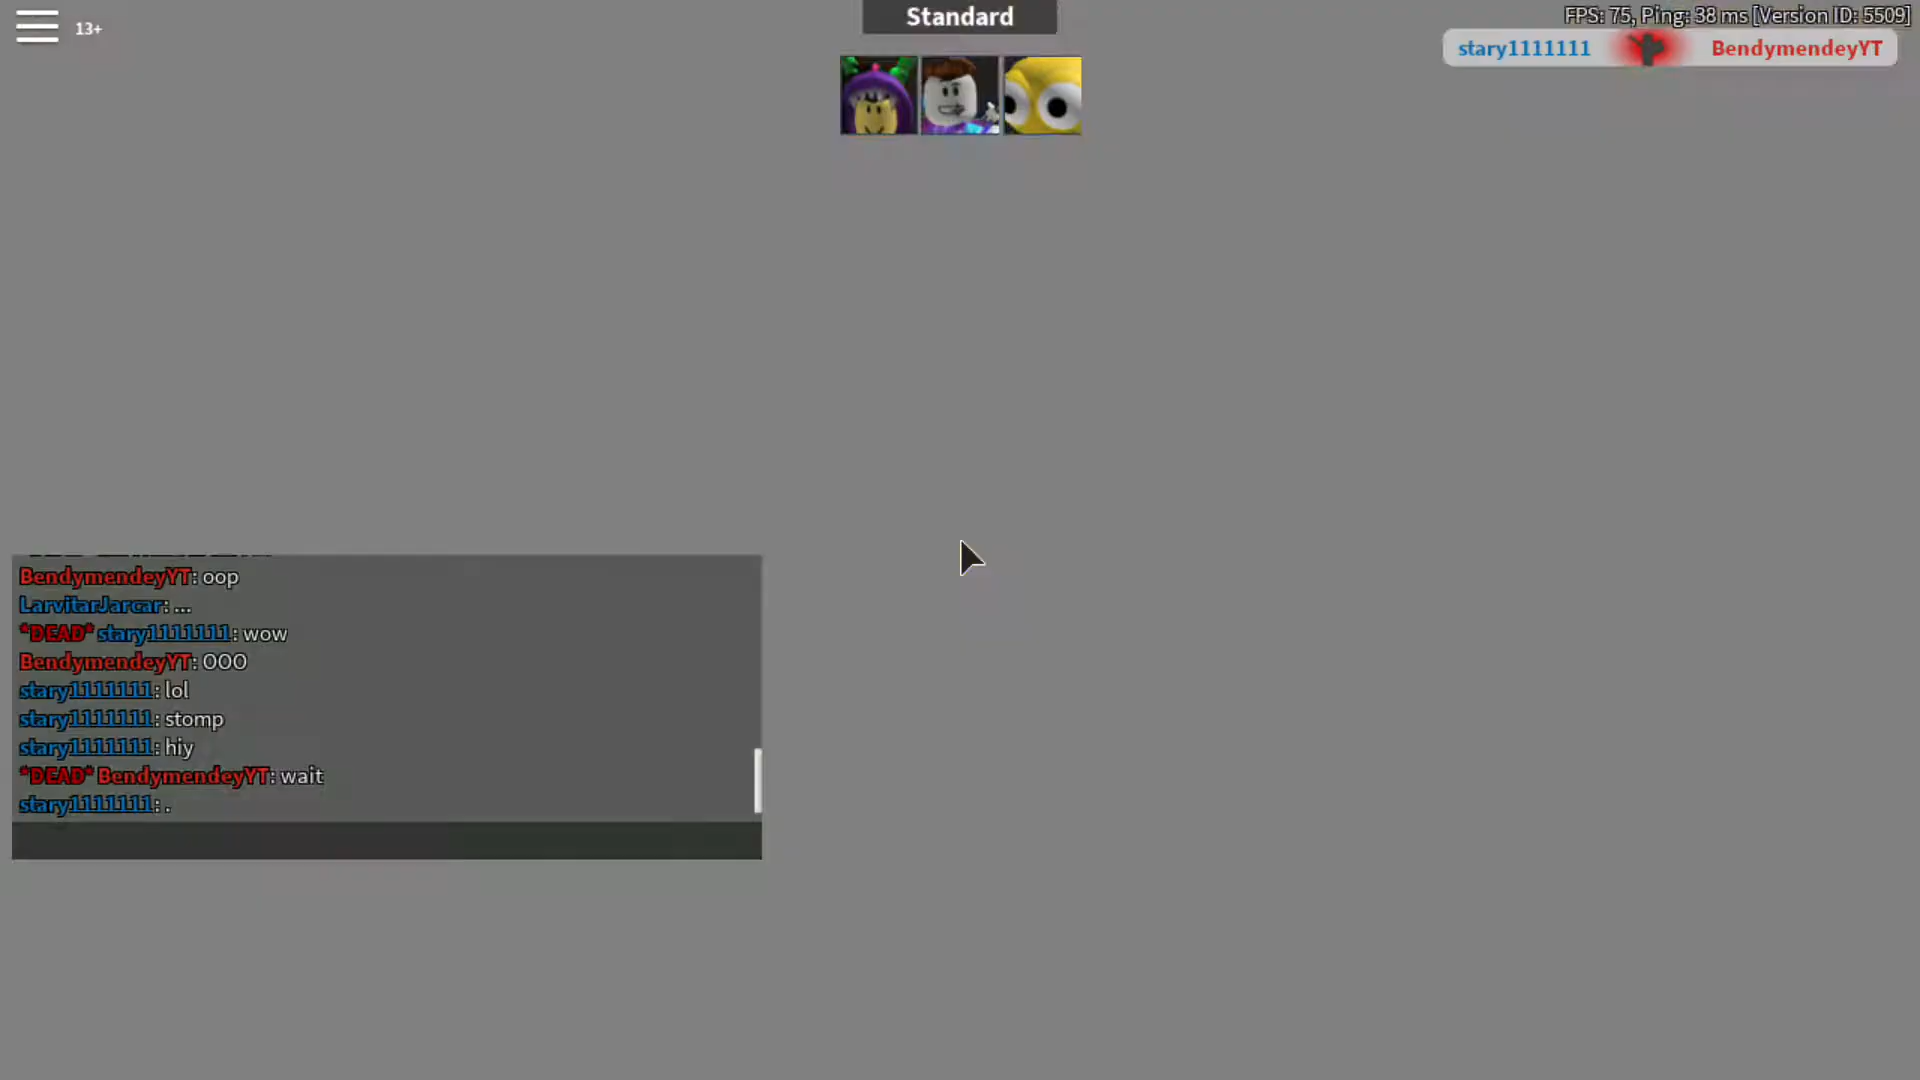 13+
Standard
FPS: 75, Ping: 38 ms [Version ID: 5509]
stary1111111 BendymendeyYT
BendymendeyYT: oop
LarvitarJarcar: ...
*DEAD* stary1111111: wow
BendymendeyYT: OOO
stary1111111: lol
stary1111111: stomp
stary1111111: hiy
*DEAD* BendymendeyYT: wait
stary1111111: .